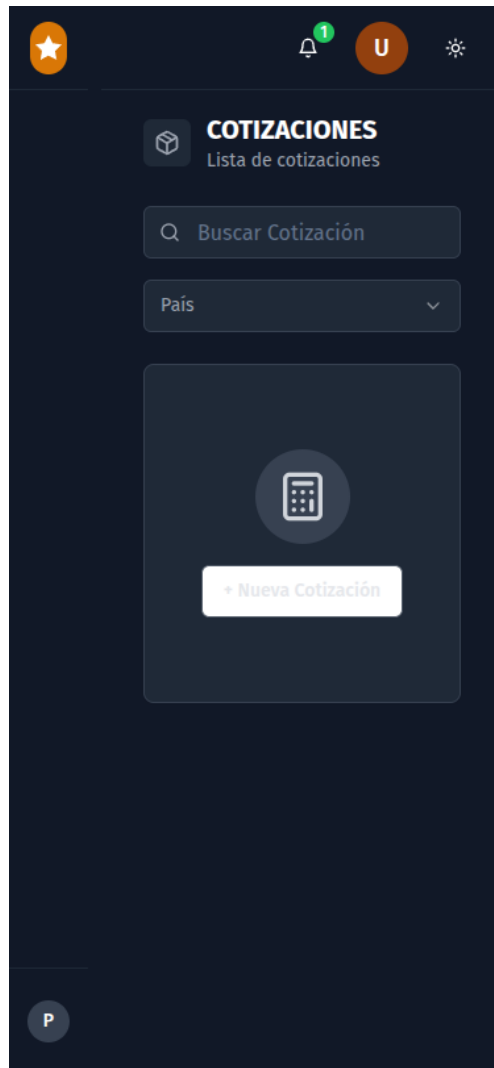 1
U
COTIZACIONES
Lista de cotizaciones
Buscar Cotización
País
+ Nueva Cotización
P